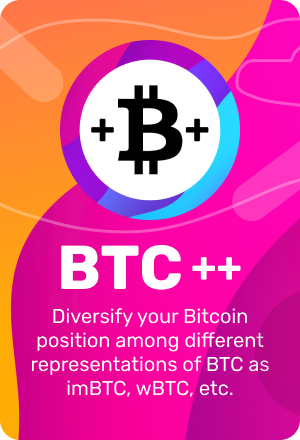 +₿+
BTC ++
Diversify your Bitcoin
position among different
representations of BTC as
imBTC, wBTC, etc.